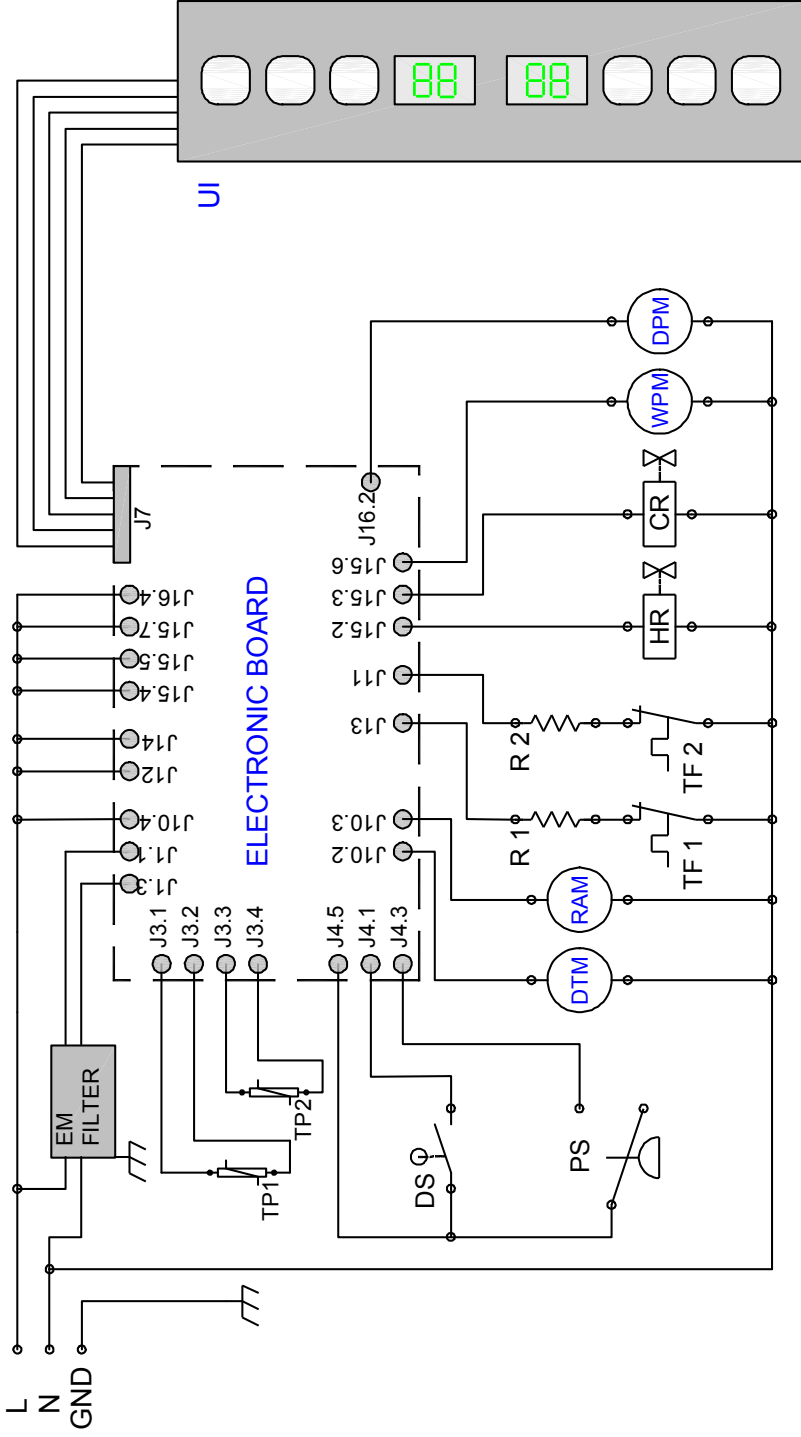 L
N
GND
EM
FILTER
UI
88
88
J7
J16.4
J15.7
J15.5
J15.4
J14
J12
J10.4
J1.1
J1.3
J3.1
J3.2
J3.3
J3.4
J4.5
J4.1
J4.3
ELECTRONIC BOARD
J16.2
J15.6
J15.3
J15.2
J11
J13
J10.3
J10.2
TP1
TP2
DS
PS
DTM
RAM
R 1
TF 1
R 2
TF 2
HR
CR
WPM
DPM